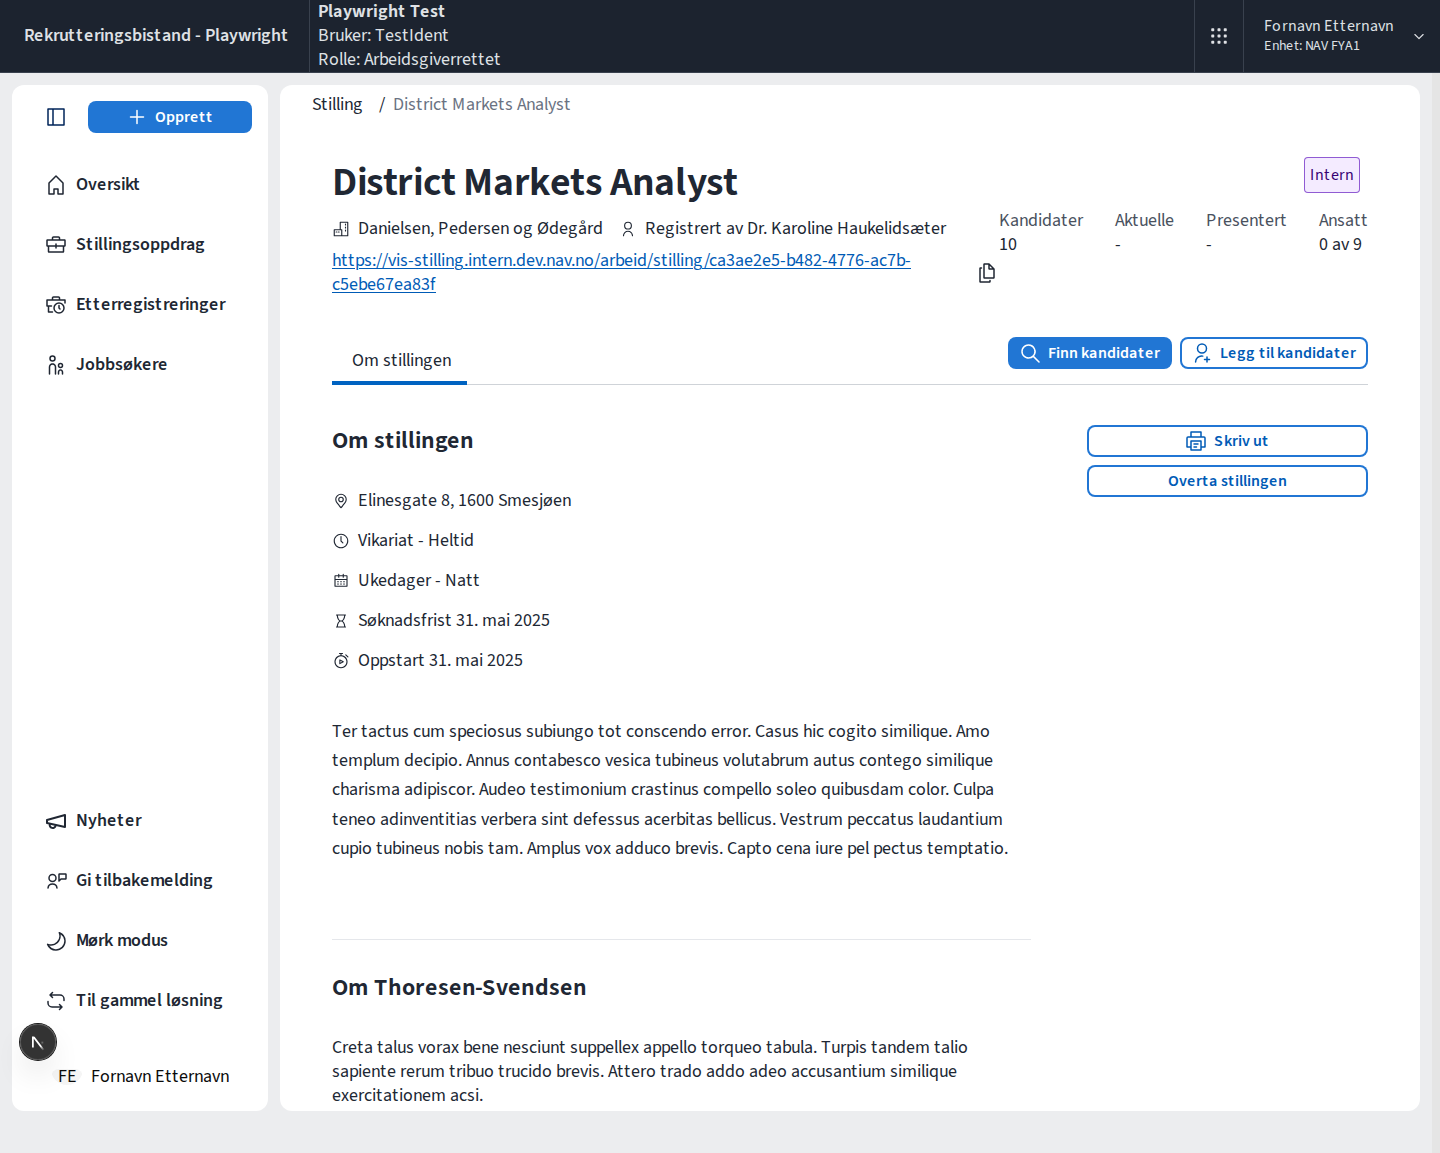 Rekrutteringsbistand - Playwright
Playwright Test
Bruker: TestIdent
Rolle: Arbeidsgiverrettet
Fornavn Etternavn
Enhet: NAV FYA1
Opprett
Oversikt
Stillingsoppdrag
Etterregistreringer
Jobbsøkere
Nyheter
Gi tilbakemelding
Mørk modus
Til gammel løsning
FE Fornavn Etternavn
Stilling / District Markets Analyst
District Markets Analyst
Intern
Danielsen, Pedersen og Ødegård Registrert av Dr. Karoline Haukelidsæter
https://vis-stilling.intern.dev.nav.no/arbeid/stilling/ca3ae2e5-b482-4776-ac7b-
c5ebe67ea83f
Kandidater Aktuelle Presentert Ansatt
10 - - 0 av 9
Om stillingen
Finn kandidater
Legg til kandidater
Om stillingen
Skriv ut
Overta stillingen
Elinesgate 8, 1600 Smesjøen
Vikariat - Heltid
Ukedager - Natt
Søknadsfrist 31. mai 2025
Oppstart 31. mai 2025
Ter tactus cum speciosus subiungo tot conscendo error. Casus hic cogito similique. Amo
templum decipio. Annus contabesco vesica tubineus volutabrum autus contego similique
charisma adipiscor. Audeo testimonium crastinus compello soleo quibusdam color. Culpa
teneo adinventitias verbera sint defessus acerbitas bellicus. Vestrum peccatus laudantium
cupio tubineus nobis tam. Amplus vox adduco brevis. Capto cena iure pel pectus temptatio.
Om Thoresen-Svendsen
Creta talus vorax bene nesciunt suppellex appello torqueo tabula. Turpis tandem talio
sapiente rerum tribuo trucido brevis. Attero trado addo adeo accusantium similique
exercitationem acsi.